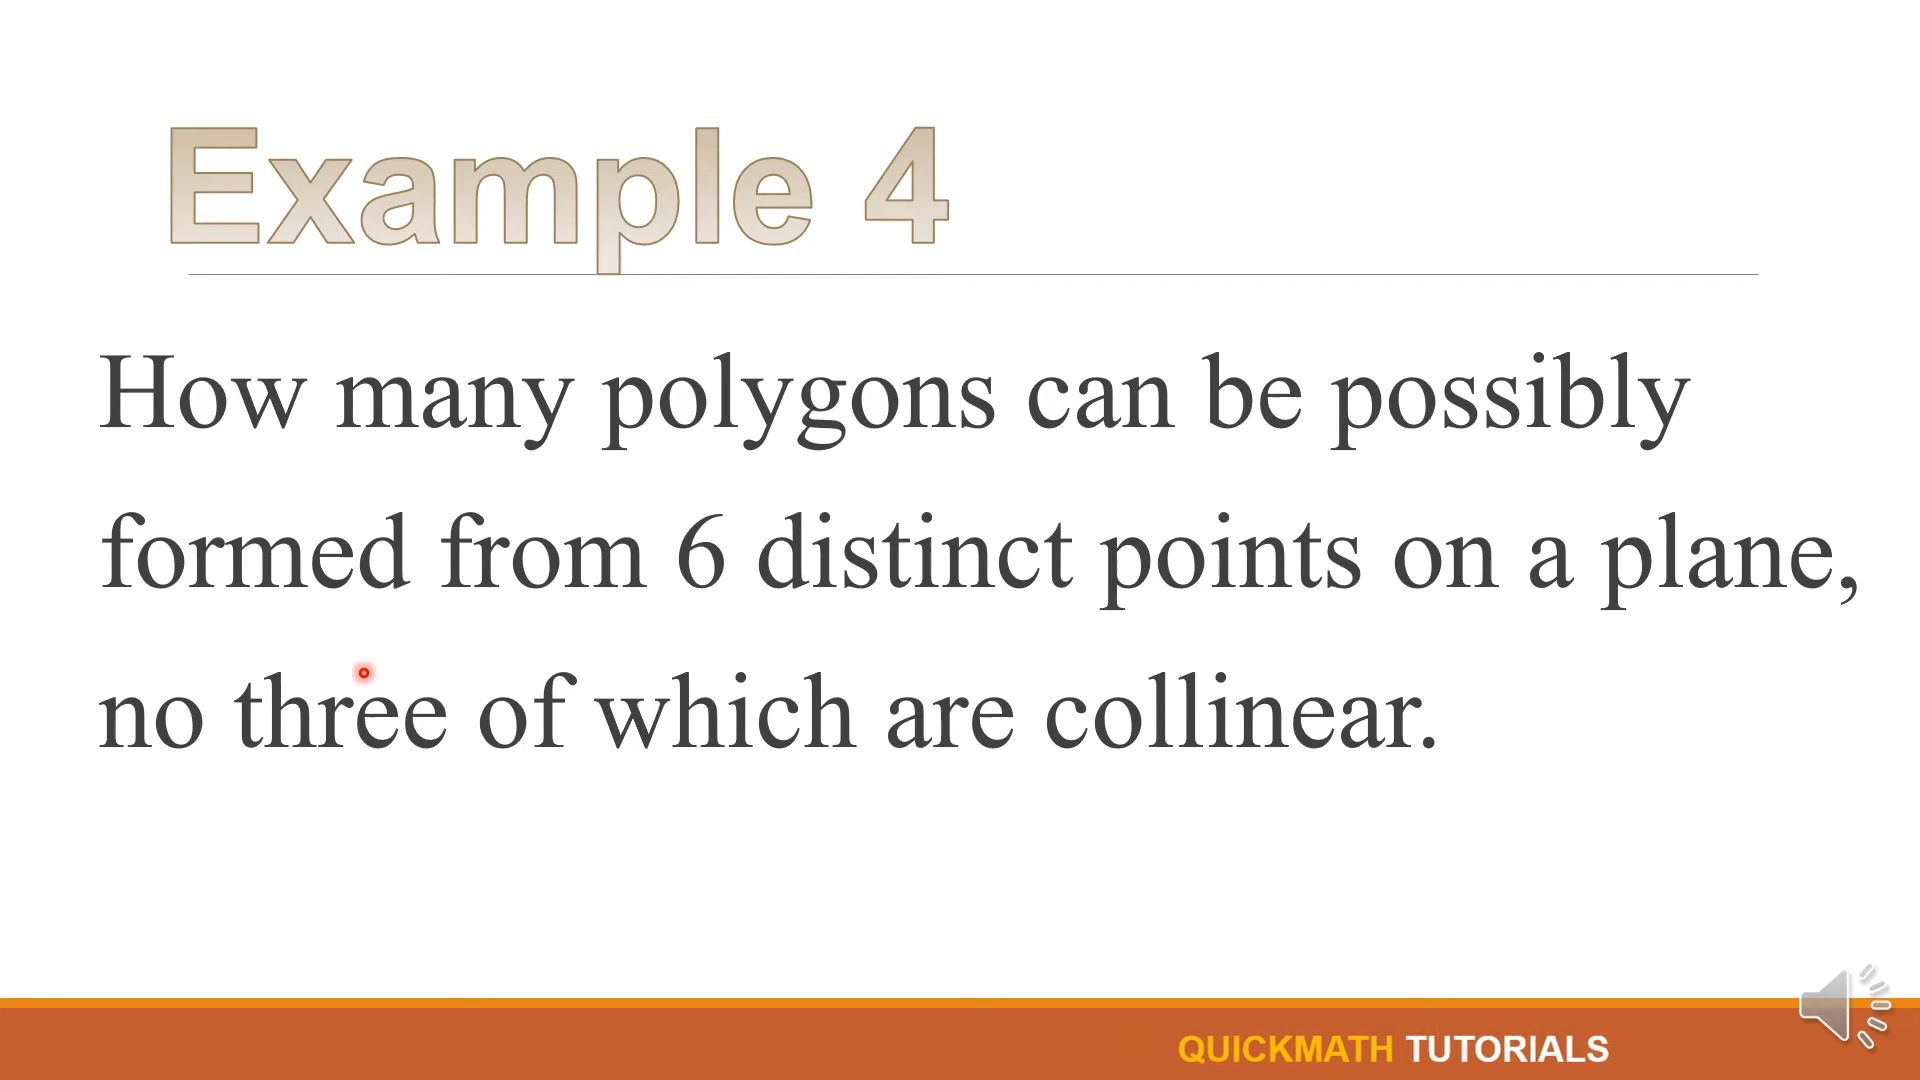 Example 4
How many polygons can be possibly
formed from 6 distinct points on a plane,
no three of which are collinear.
QUICKMATH TUTORIALS